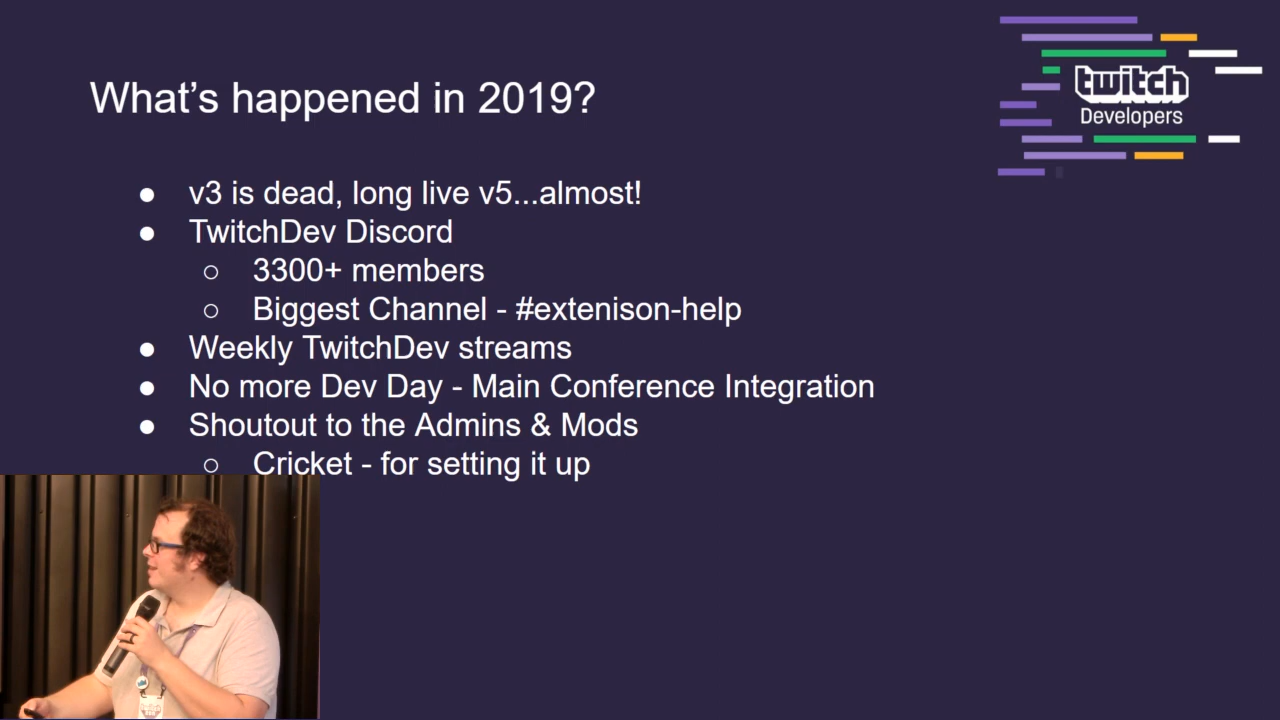 What's happened in 2019?
twitch
Developers
● v3 is dead, long live v5...almost!
● TwitchDev Discord
○ 3300+ members
○ Biggest Channel - #extenison-help
● Weekly TwitchDev streams
● No more Dev Day - Main Conference Integration
● Shoutout to the Admins & Mods
○ Cricket - for setting it up